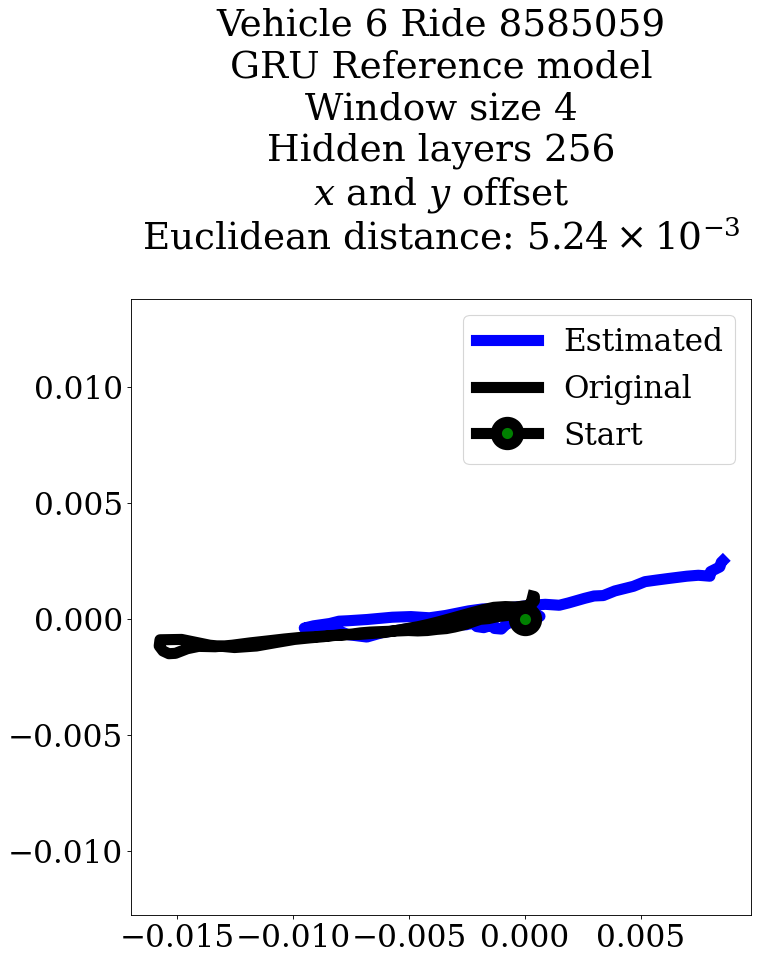 Vehicle 6 Ride 8585059
GRU Reference model
Window size 4
Hidden layers 256
x and y offset
Euclidean distance: 5.24 × 10⁻³
Estimated
Original
Start
0.010
0.005
0.000
−0.005
−0.010
−0.015 −0.010 −0.005 0.000 0.005